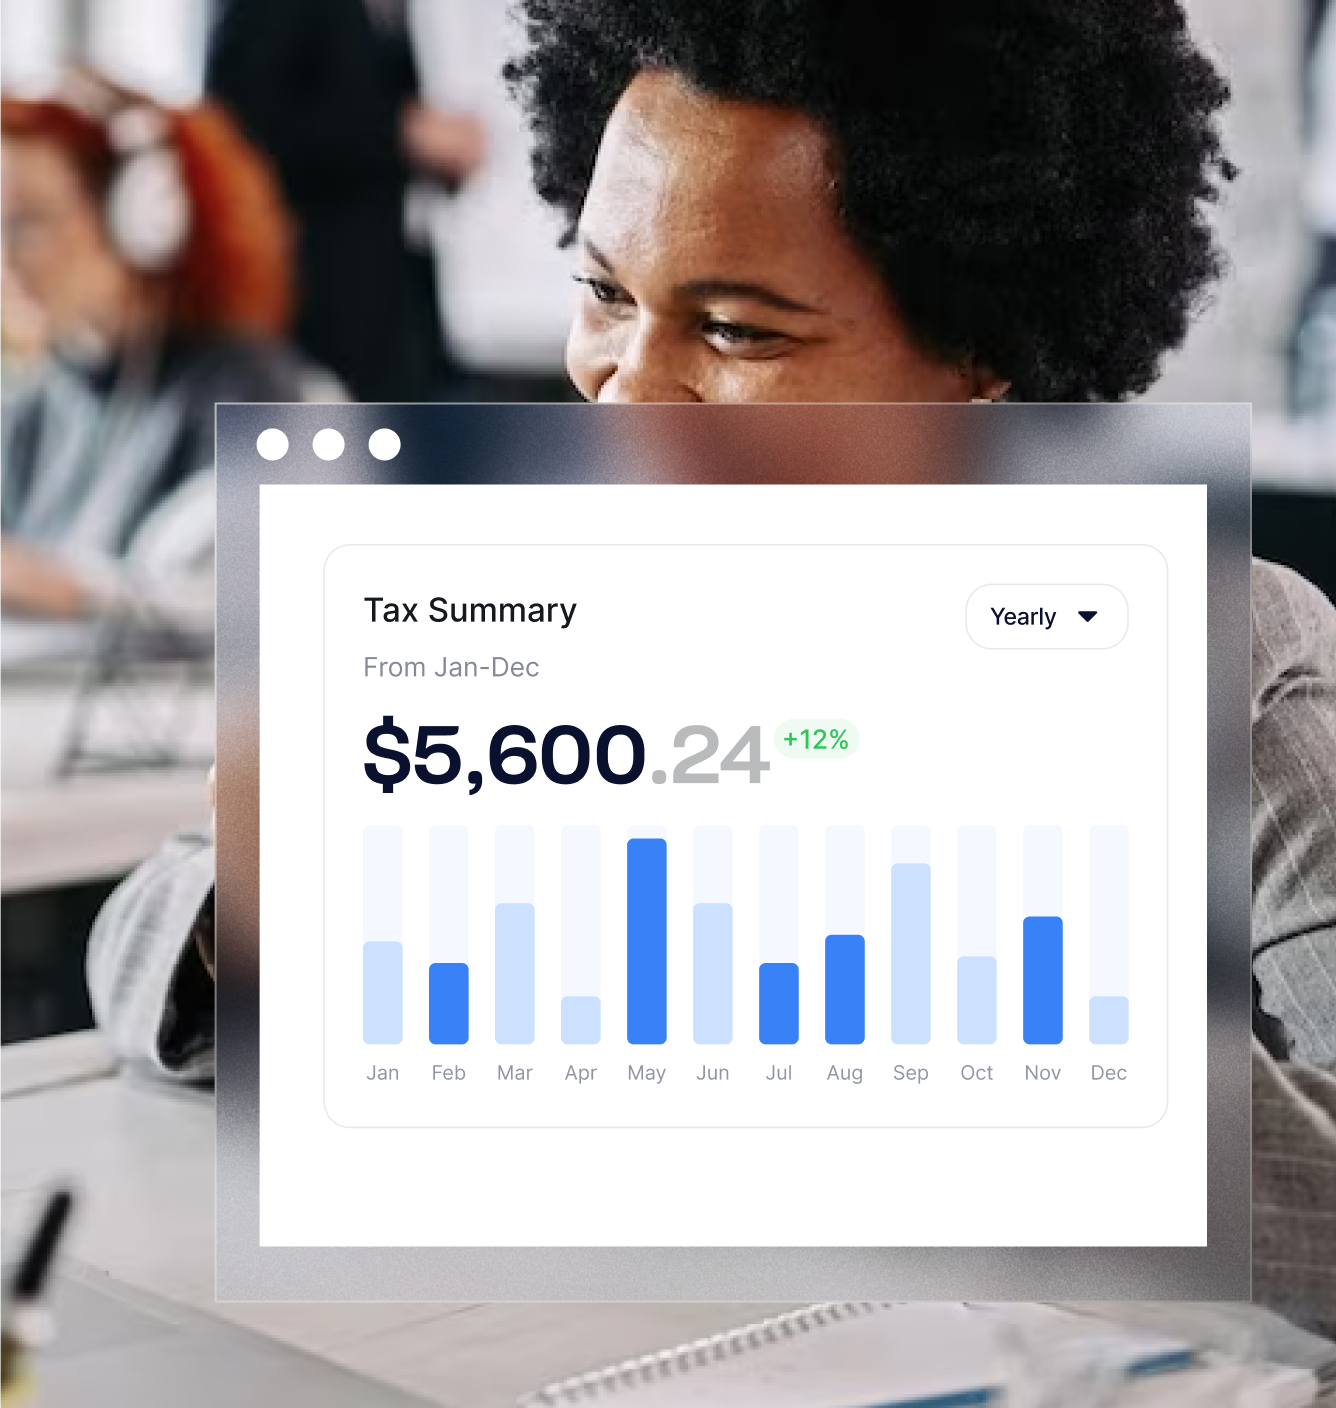 Tax Summary
Yearly
From Jan-Dec
$5,600.24
+12%
Jan Feb Mar Apr May Jun Jul Aug Sep Oct Nov Dec